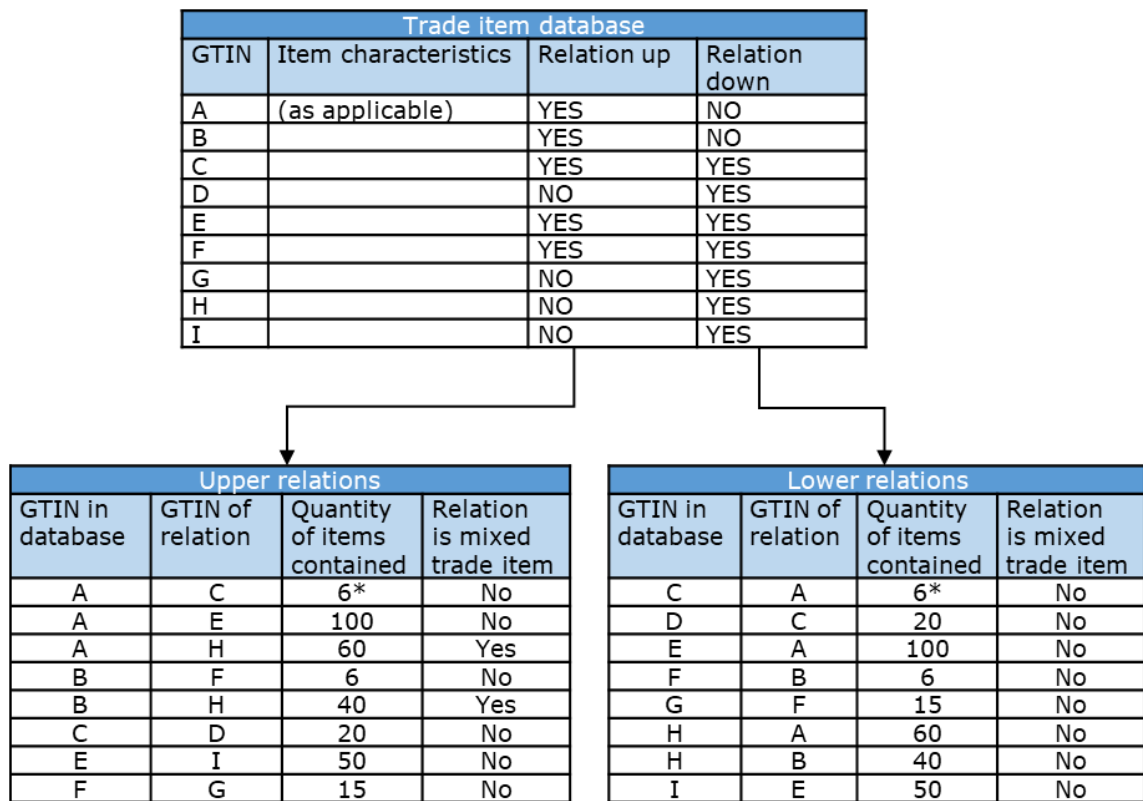 Trade item database
GTIN Item characteristics Relation up Relation
down
A (as applicable) YES NO
B YES NO
C YES YES
D NO YES
E YES YES
F YES YES
G NO YES
H NO YES
I NO YES
Upper relations
GTIN in GTIN of Quantity Relation
database relation of items is mixed
contained trade item
A C 6* No
A E 100 No
A H 60 Yes
B F 6 No
B H 40 Yes
C D 20 No
E I 50 No
F G 15 No
Lower relations
GTIN in GTIN of Quantity Relation
database relation of items is mixed
contained trade item
C A 6* No
D C 20 No
E A 100 No
F B 6 No
G F 15 No
H A 60 No
H B 40 No
I E 50 No